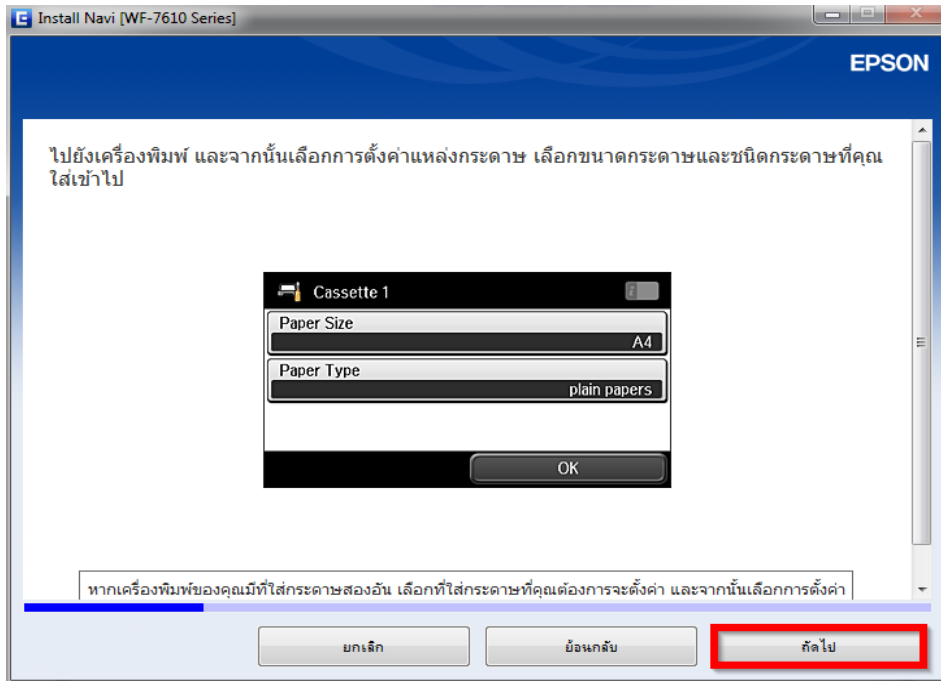 Install Navi [WF-7610 Series]
EPSON
ไปยังเครื่องพิมพ์ และจากนั้นเลือกการตั้งค่าแหล่งกระดาษ เลือกขนาดกระดาษและชนิดกระดาษที่คุณ
ใส่เข้าไป
Cassette 1
Paper Size
A4
Paper Type
plain papers
OK
หากเครื่องพิมพ์ของคุณมีที่ใส่กระดาษสองอัน เลือกที่ใส่กระดาษที่คุณต้องการจะตั้งค่า และจากนั้นเลือกการตั้งค่า
ยกเลิก
ย้อนกลับ
ถัดไป